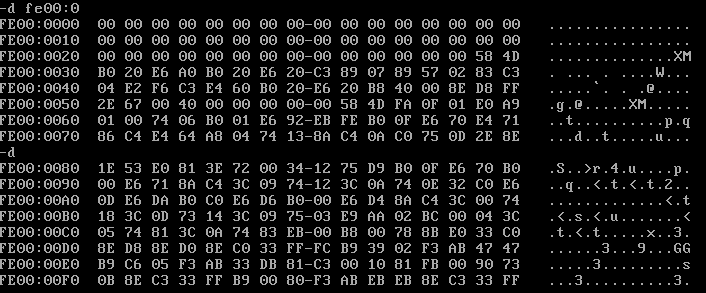 -d fe00:0
FE00:0000  00 00 00 00 00 00 00 00-00 00 00 00 00 00 00 00   ................
FE00:0010  00 00 00 00 00 00 00 00-00 00 00 00 00 00 00 00   ................
FE00:0020  00 00 00 00 00 00 00 00-00 00 00 00 00 00 58 4D   ..............XM
FE00:0030  B0 20 E6 A0 B0 20 E6 20-C3 89 07 89 57 02 83 C3   . ... . ....W...
FE00:0040  04 E2 F6 C3 E4 60 B0 20-E6 20 B8 40 00 8E D8 FF   .....`. . .@....
FE00:0050  2E 67 00 40 00 00 00 00-00 58 4D FA 0F 01 E0 A9   .g.@.....XM.....
FE00:0060  01 00 74 06 B0 01 E6 92-EB FE B0 0F E6 70 E4 71   ..t..........p.q
FE00:0070  86 C4 E4 64 A8 04 74 13-8A C4 0A C0 75 0D 2E 8E   ...d..t.....u...
-d
FE00:0080  1E 53 E0 81 3E 72 00 34-12 75 D9 B0 0F E6 70 B0   .S..>r.4.u....p.
FE00:0090  00 E6 71 8A C4 3C 09 74-12 3C 0A 74 0E 32 C0 E6   ..q..<.t.<.t.2..
FE00:00A0  0D E6 DA B0 C0 E6 D6 B0-00 E6 D4 8A C4 3C 00 74   .............<.t
FE00:00B0  18 3C 0D 73 14 3C 09 75-03 E9 AA 02 BC 00 04 3C   .<.s.<.u.......<
FE00:00C0  05 74 81 3C 0A 74 83 EB-00 B8 00 78 8B E0 33 C0   .t.<.t.....x..3.
FE00:00D0  8E D8 8E D0 8E C0 33 FF-FC B9 39 02 F3 AB 47 47   ......3...9...GG
FE00:00E0  B9 C6 05 F3 AB 33 DB 81-C3 00 10 81 FB 00 90 73   .....3.........s
FE00:00F0  0B 8E C3 33 FF B9 00 80-F3 AB EB EB 8E C3 33 FF   ...3..........3.